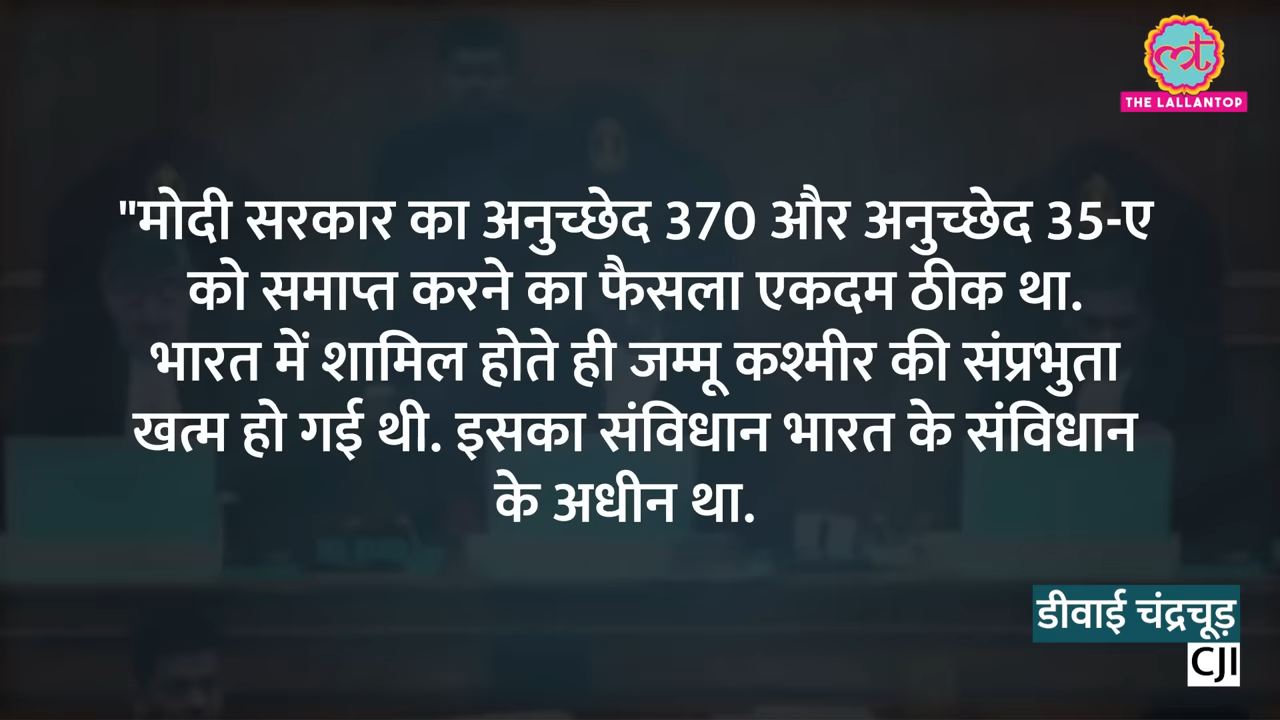 mt
THE LALLANTOP
"मोदी सरकार का अनुच्छेद 370 और अनुच्छेद 35-ए
को समाप्त करने का फैसला एकदम ठीक था.
भारत में शामिल होते ही जम्मू कश्मीर की संप्रभुता
खत्म हो गई थी. इसका संविधान भारत के संविधान
के अधीन था.
डीवाई चंद्रचूड़
CJI